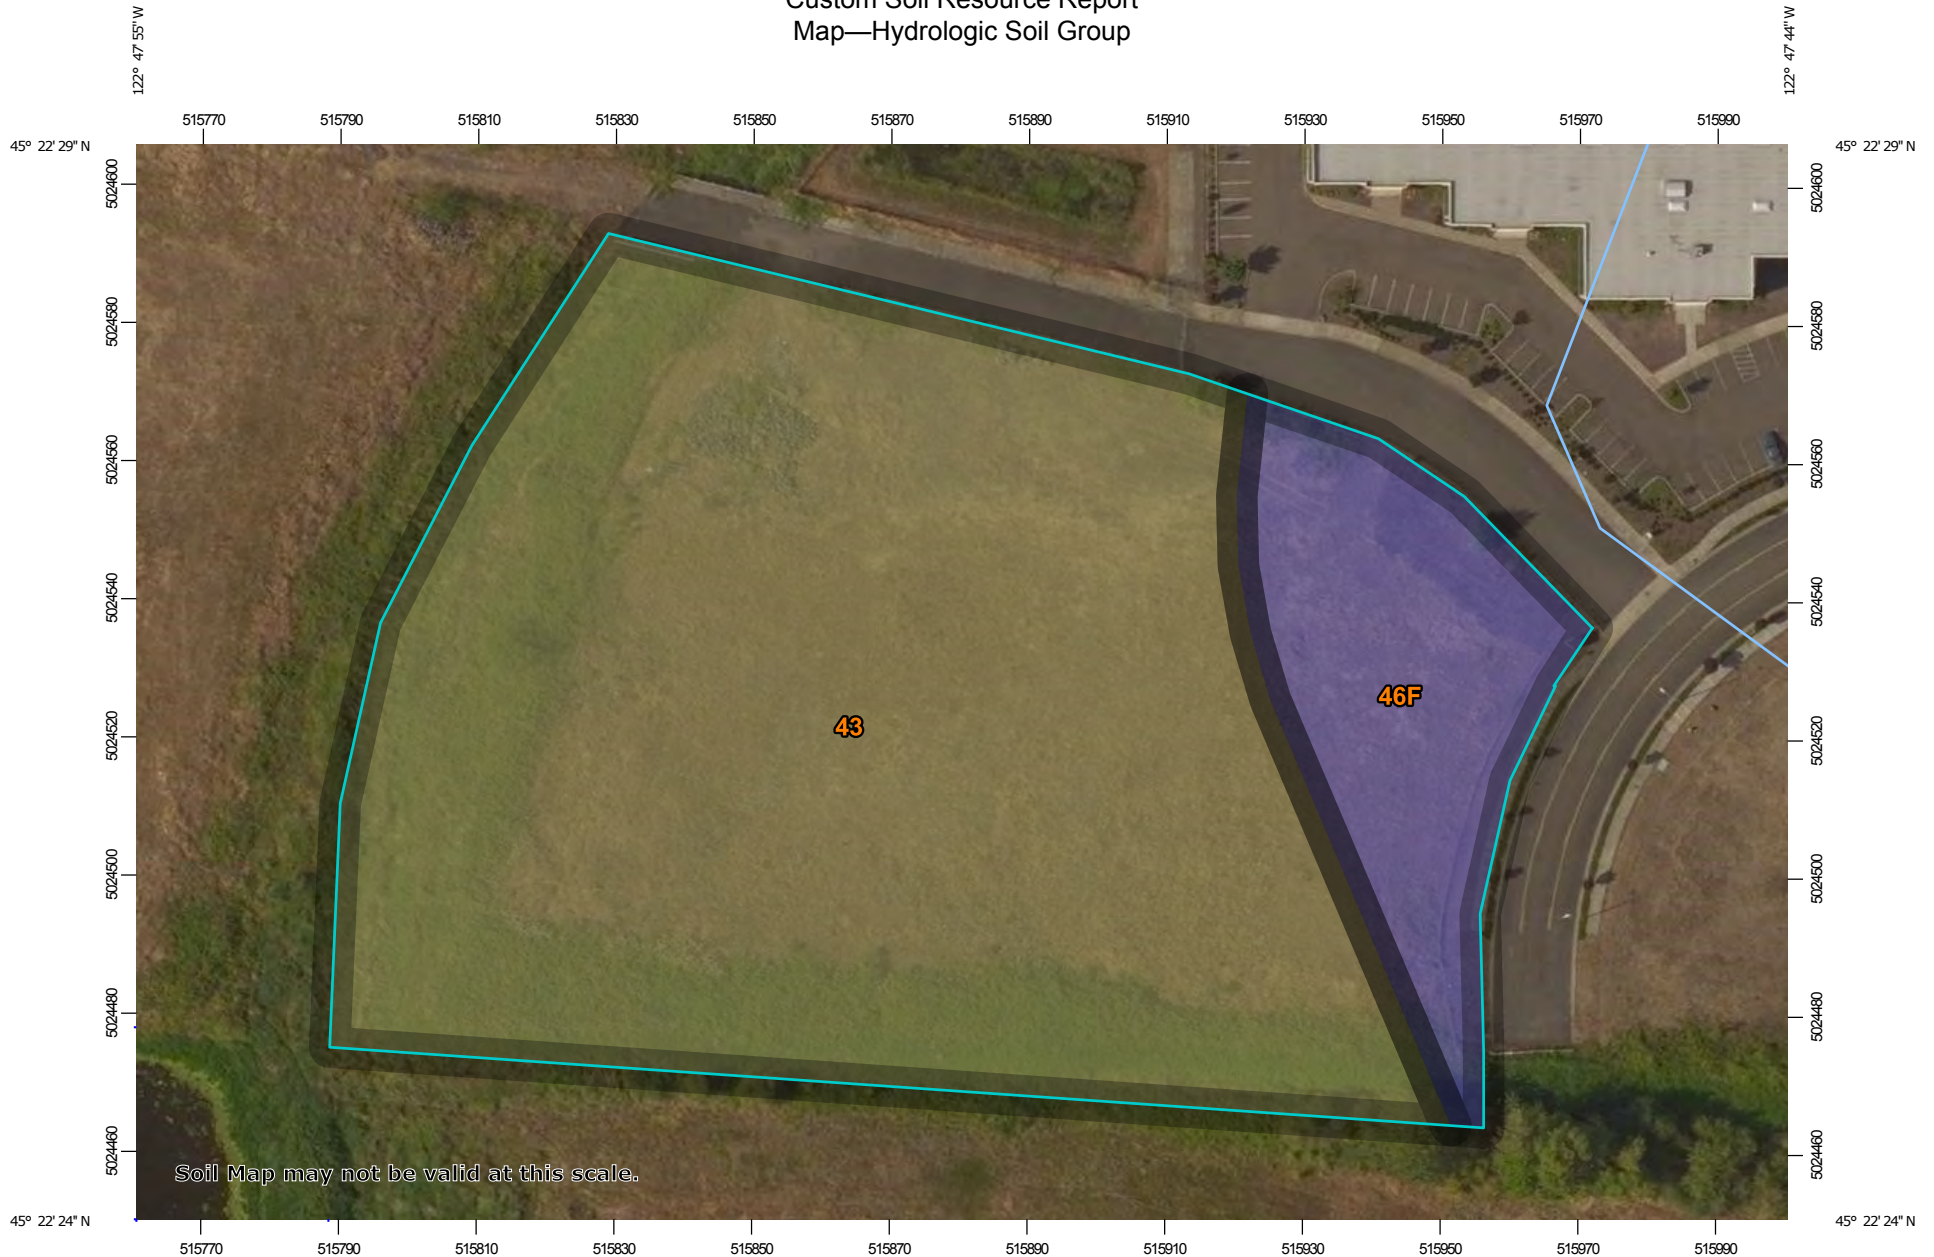 Custom Soil Resource Report
Map—Hydrologic Soil Group
122° 47' 55'' W
122° 47' 44'' W
515770 515790 515810 515830 515850 515870 515890 515910 515930 515950 515970 515990
45° 22' 29'' N
45° 22' 29'' N
5024600
5024600
5024580
5024580
5024560
5024560
5024540
5024540
46F
43
5024520
5024520
5024500
5024500
5024480
5024480
5024460
5024460
Soil Map may not be valid at this scale.
45° 22' 24'' N
45° 22' 24'' N
515770 515790 515810 515830 515850 515870 515890 515910 515930 515950 515970 515990